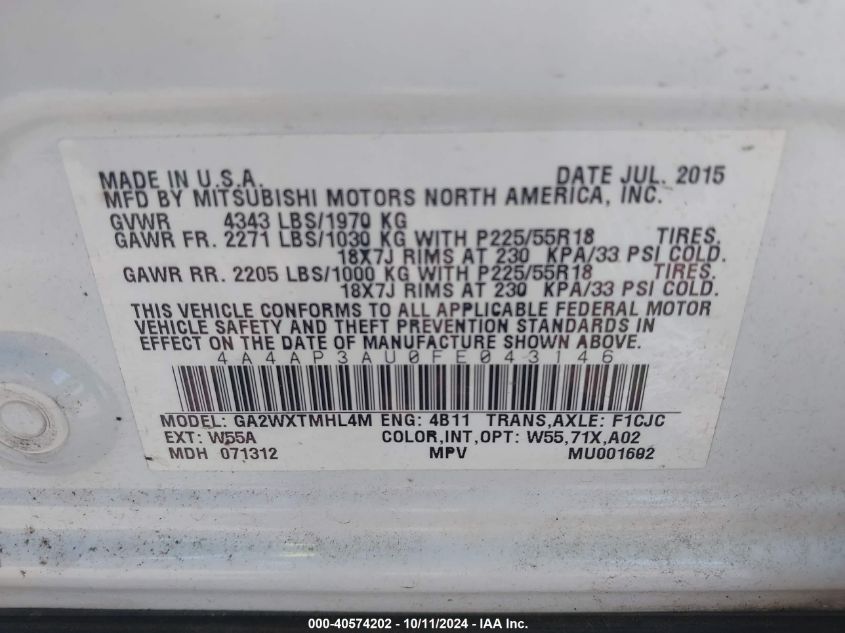 MADE IN U.S.A. DATE JUL. 2015
MFD BY MITSUBISHI MOTORS NORTH AMERICA, INC.
GVWR 4343 LBS/1970 KG
GAWR FR. 2271 LBS/1030 KG WITH P225/55R18 TIRES,
18X7J RIMS AT 230 KPA/33 PSI COLD.
GAWR RR. 2205 LBS/1000 KG WITH P225/55R18 TIRES,
18X7J RIMS AT 230 KPA/33 PSI COLD.
THIS VEHICLE CONFORMS TO ALL APPLICABLE FEDERAL MOTOR
VEHICLE SAFETY AND THEFT PREVENTION STANDARDS IN
EFFECT ON THE DATE OF MANUFACTURE SHOWN ABOVE.
4A4AP3AU0FE043146
MODEL: GA2WXTMHL4M ENG: 4B11 TRANS,AXLE: F1CJC
EXT: W55A COLOR,INT,OPT: W55,71X,A02
MDH 071312 MPV MU001692
000-40574202 - 10/11/2024 - IAA Inc.